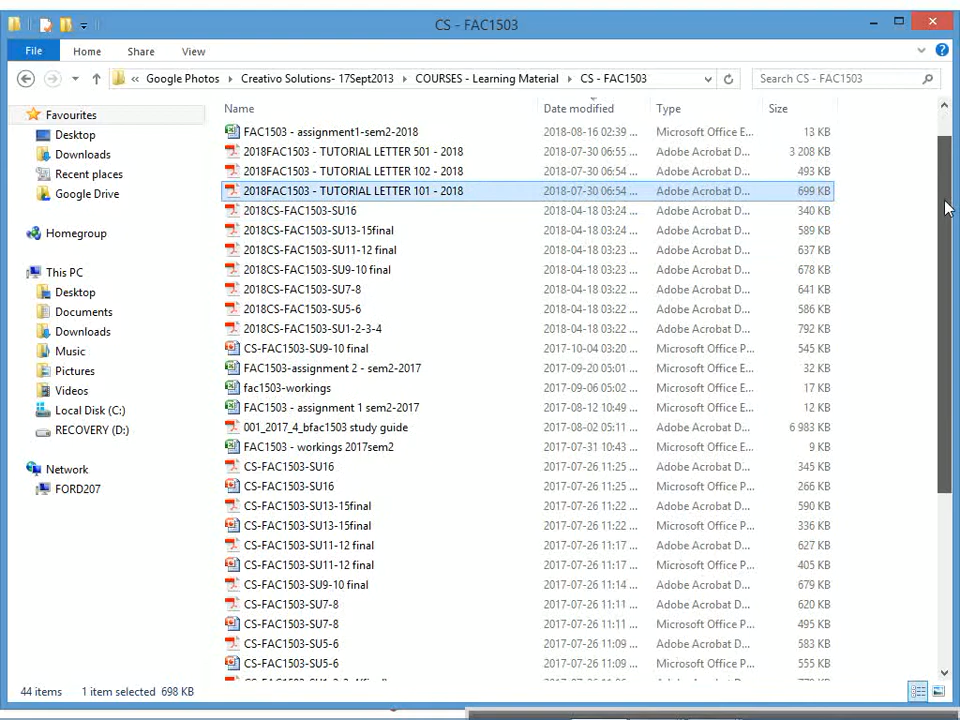 CS - FAC1503
File Home Share View
« Google Photos Creativo Solutions- 17Sept2013 COURSES - Learning Material CS - FAC1503 Search CS - FAC1503
Name Date modified Type Size
Favourites
Desktop
Downloads
Recent places
Google Drive
Homegroup
This PC
Desktop
Documents
Downloads
Music
Pictures
Videos
Local Disk (C:)
RECOVERY (D:)
Network
FORD207
FAC1503 - assignment1-sem2-2018 2018-08-16 02:39 ... Microsoft Office E... 13 KB
2018FAC1503 - TUTORIAL LETTER 501 - 2018 2018-07-30 06:55 ... Adobe Acrobat D... 3 208 KB
2018FAC1503 - TUTORIAL LETTER 102 - 2018 2018-07-30 06:54 ... Adobe Acrobat D... 493 KB
2018FAC1503 - TUTORIAL LETTER 101 - 2018 2018-07-30 06:54 ... Adobe Acrobat D... 699 KB
2018CS-FAC1503-SU16 2018-04-18 03:24 ... Adobe Acrobat D... 340 KB
2018CS-FAC1503-SU13-15final 2018-04-18 03:24 ... Adobe Acrobat D... 589 KB
2018CS-FAC1503-SU11-12 final 2018-04-18 03:23 ... Adobe Acrobat D... 637 KB
2018CS-FAC1503-SU9-10 final 2018-04-18 03:23 ... Adobe Acrobat D... 678 KB
2018CS-FAC1503-SU7-8 2018-04-18 03:22 ... Adobe Acrobat D... 641 KB
2018CS-FAC1503-SU5-6 2018-04-18 03:22 ... Adobe Acrobat D... 586 KB
2018CS-FAC1503-SU1-2-3-4 2018-04-18 03:22 ... Adobe Acrobat D... 792 KB
CS-FAC1503-SU9-10 final 2017-10-04 03:20 ... Microsoft Office P... 545 KB
FAC1503-assignment 2 - sem2-2017 2017-09-20 05:01 ... Microsoft Office E... 32 KB
fac1503-workings 2017-09-06 05:02 ... Microsoft Office E... 17 KB
FAC1503 - assignment 1 sem2-2017 2017-08-12 10:49 ... Microsoft Office E... 12 KB
001_2017_4_bfac1503 study guide 2017-08-02 05:11 ... Adobe Acrobat D... 6 983 KB
FAC1503 - workings 2017sem2 2017-07-31 10:43 ... Microsoft Office E... 9 KB
CS-FAC1503-SU16 2017-07-26 11:25 ... Adobe Acrobat D... 345 KB
CS-FAC1503-SU16 2017-07-26 11:25 ... Microsoft Office P... 266 KB
CS-FAC1503-SU13-15final 2017-07-26 11:22 ... Adobe Acrobat D... 590 KB
CS-FAC1503-SU13-15final 2017-07-26 11:22 ... Microsoft Office P... 336 KB
CS-FAC1503-SU11-12 final 2017-07-26 11:17 ... Adobe Acrobat D... 627 KB
CS-FAC1503-SU11-12 final 2017-07-26 11:17 ... Microsoft Office P... 405 KB
CS-FAC1503-SU9-10 final 2017-07-26 11:14 ... Adobe Acrobat D... 679 KB
CS-FAC1503-SU7-8 2017-07-26 11:11 ... Adobe Acrobat D... 620 KB
CS-FAC1503-SU7-8 2017-07-26 11:11 ... Microsoft Office P... 495 KB
CS-FAC1503-SU5-6 2017-07-26 11:09 ... Adobe Acrobat D... 583 KB
CS-FAC1503-SU5-6 2017-07-26 11:09 ... Microsoft Office P... 555 KB
44 items 1 item selected 698 KB